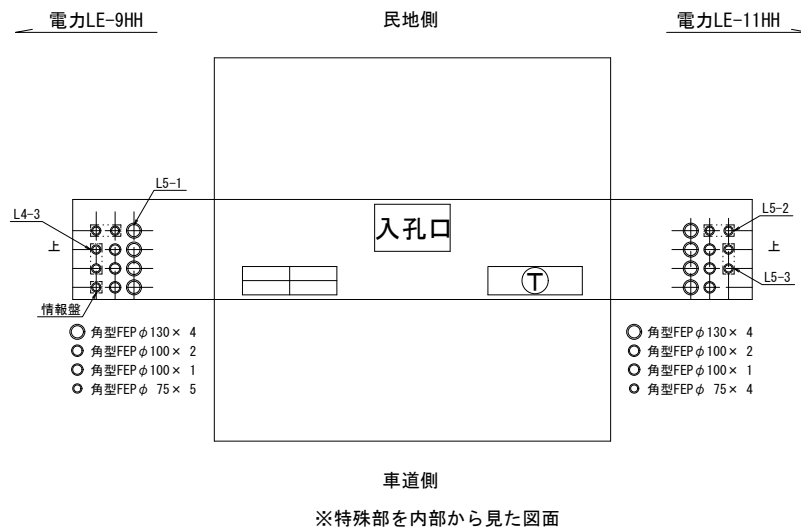 電力LE-9HH
民地側
電力LE-11HH
L5-1
L4-3
L5-2
入孔口
上
上
L5-3
T
情報盤
角型FEPφ130× 4
角型FEPφ100× 2
角型FEPφ100× 1
角型FEPφ 75× 5
角型FEPφ130× 4
角型FEPφ100× 2
角型FEPφ100× 1
角型FEPφ 75× 4
車道側
※特殊部を内部から見た図面